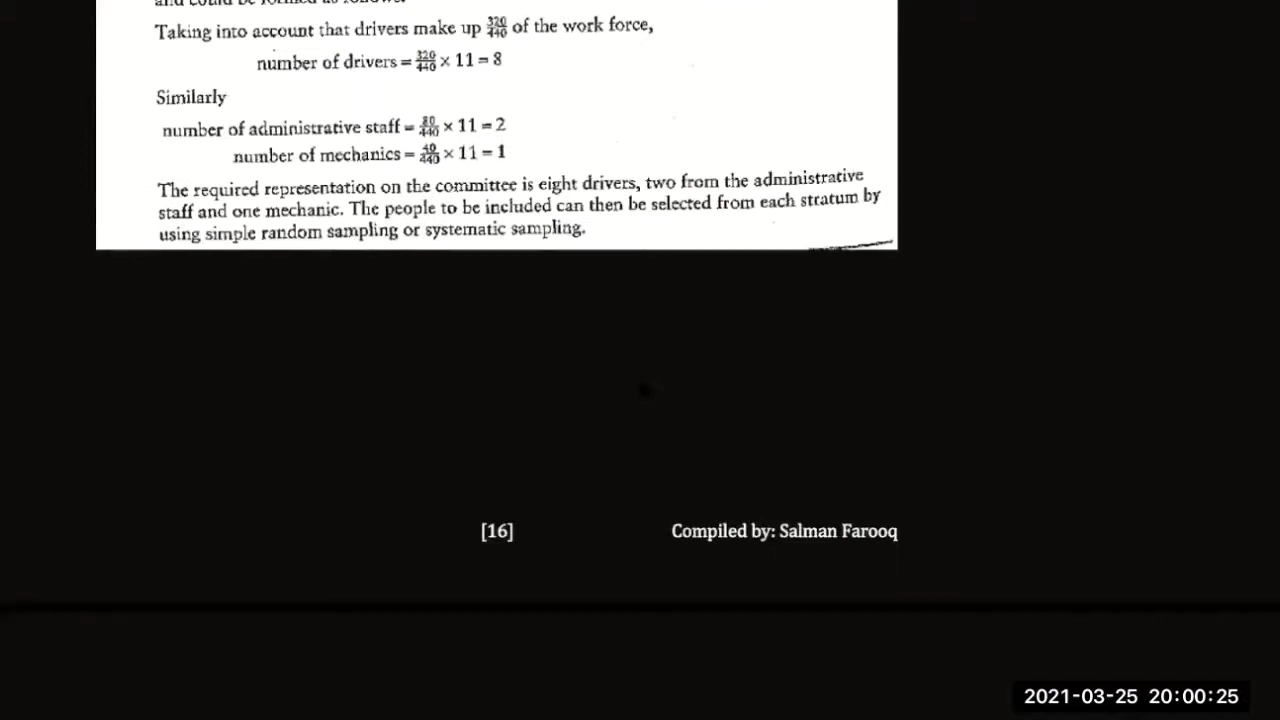 Taking into account that drivers make up 320/440 of the work force,
number of drivers = 320/440 × 11 = 8
Similarly
number of administrative staff = 80/440 × 11 = 2
number of mechanics = 40/440 × 11 = 1
The required representation on the committee is eight drivers, two from the administrative
staff and one mechanic. The people to be included can then be selected from each stratum by
using simple random sampling or systematic sampling.
[16] Compiled by: Salman Farooq
2021-03-25 20:00:25